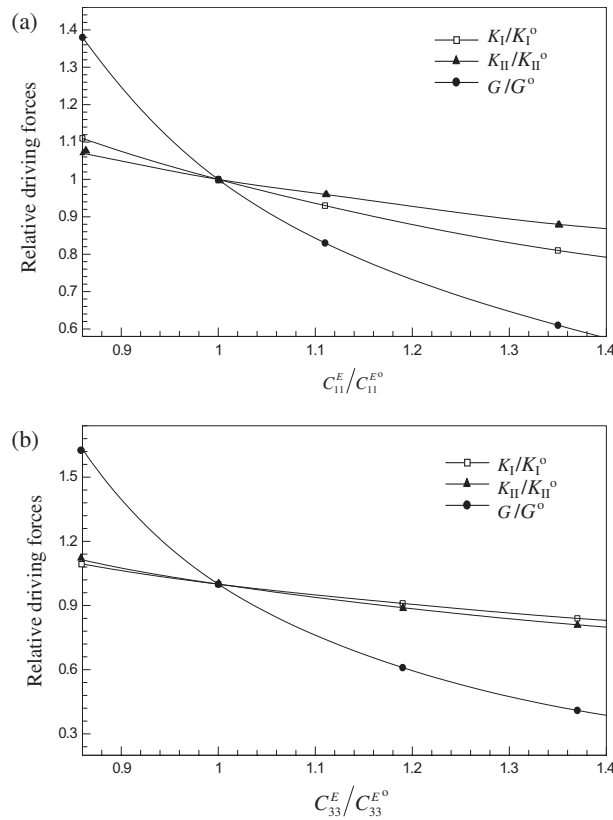 (a)
K_I/K_I^o
K_II/K_II^o
G/G^o
Relative driving forces
1.4
1.3
1.2
1.1
1
0.9
0.8
0.7
0.6
0.9
1
1.1
1.2
1.3
1.4
C_11^E/C_11^E^o
(b)
K_I/K_I^o
K_II/K_II^o
G/G^o
Relative driving forces
1.5
1.2
0.9
0.6
0.3
0.9
1
1.1
1.2
1.3
1.4
C_33^E/C_33^E^o